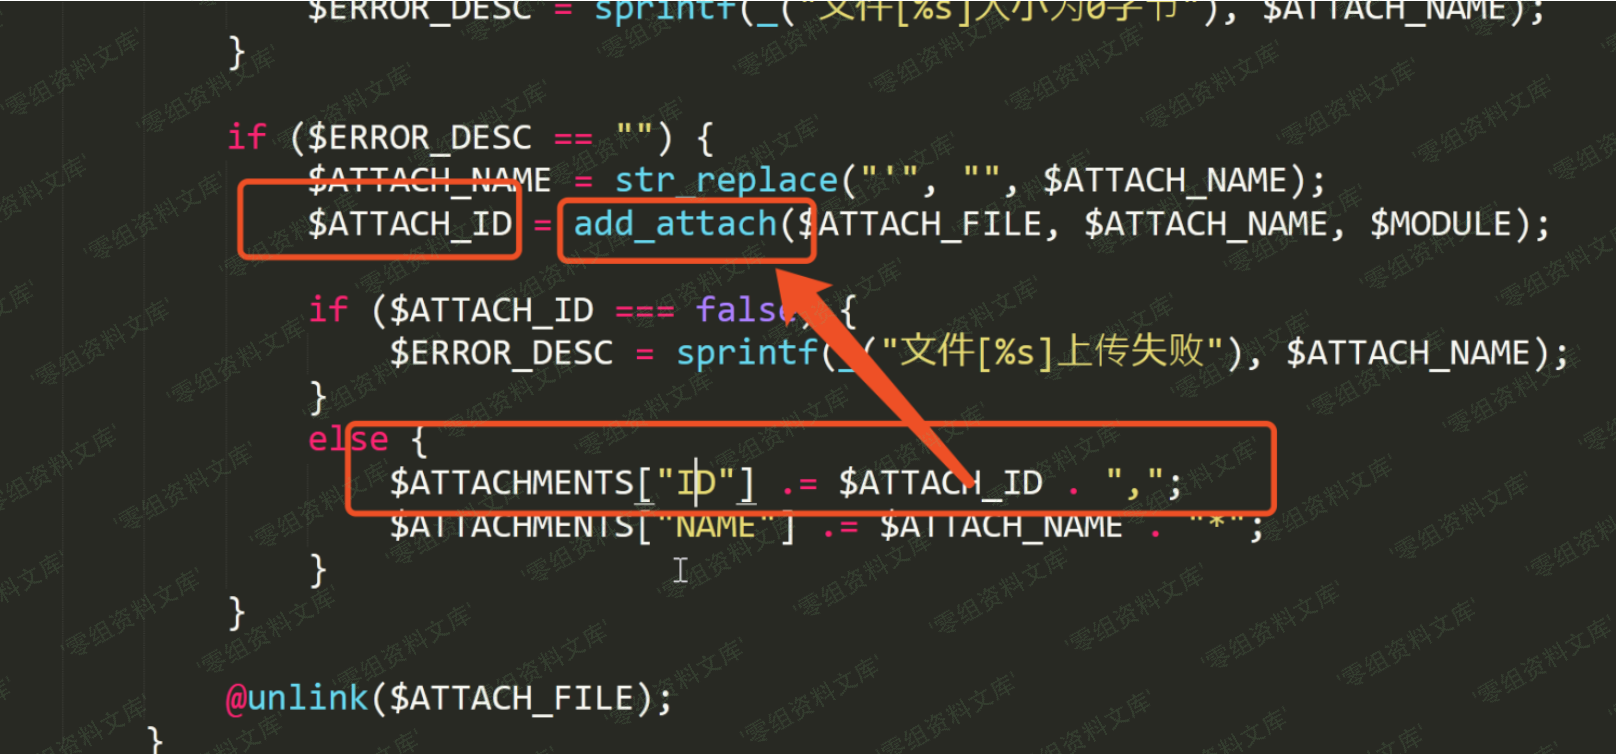 $ERROR_DESC = sprintf(_("文件[%s]大小为0字节"), $ATTACH_NAME);
}
if ($ERROR_DESC == "") {
$ATTACH_NAME = str_replace("'", "", $ATTACH_NAME);
$ATTACH_ID = add_attach($ATTACH_FILE, $ATTACH_NAME, $MODULE);
if ($ATTACH_ID === false) {
$ERROR_DESC = sprintf(_("文件[%s]上传失败"), $ATTACH_NAME);
}
else {
$ATTACHMENTS["ID"] .= $ATTACH_ID . ",";
$ATTACHMENTS["NAME"] .= $ATTACH_NAME . "*";
}
}
@unlink($ATTACH_FILE);
}
'零组资料文库'